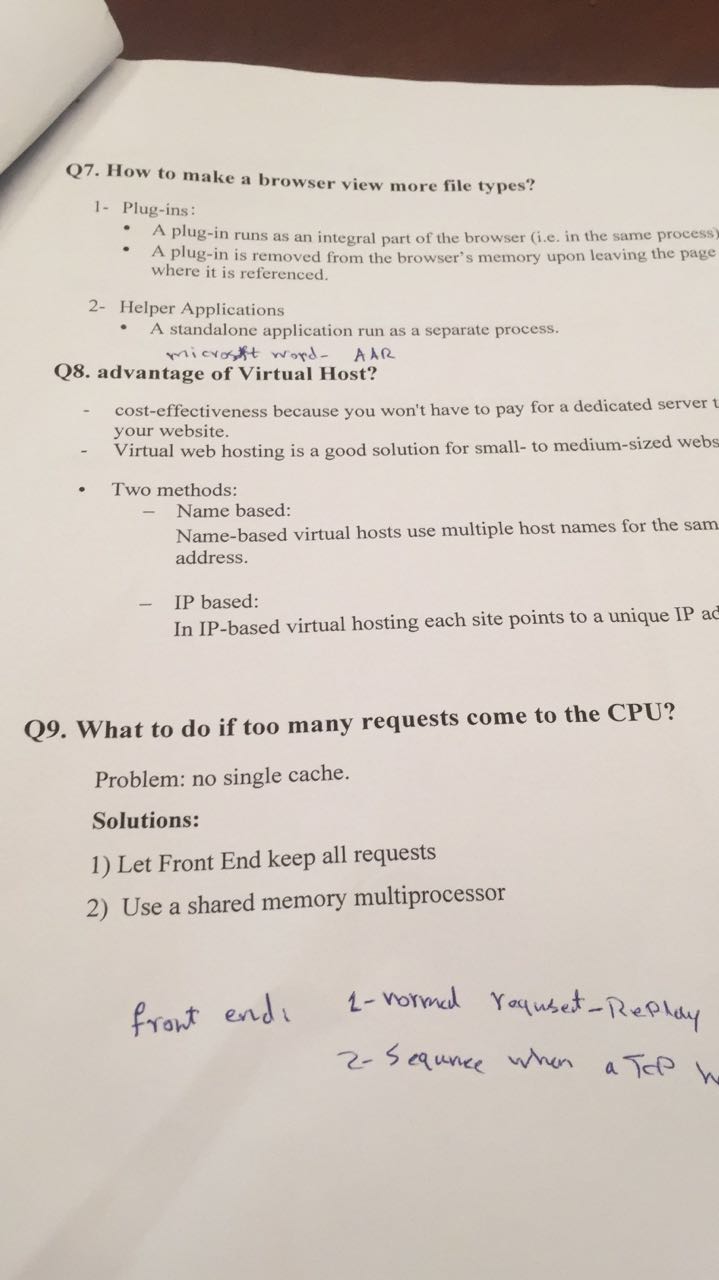 Q7. How to make a browser view more file types?
1- Plug-ins:
• A plug-in runs as an integral part of the browser (i.e. in the same process)
• A plug-in is removed from the browser's memory upon leaving the page
where it is referenced.
2- Helper Applications
• A standalone application run as a separate process.
microsoft word- AAR
Q8. advantage of Virtual Host?
- cost-effectiveness because you won't have to pay for a dedicated server t
your website.
- Virtual web hosting is a good solution for small- to medium-sized webs
• Two methods:
– Name based:
Name-based virtual hosts use multiple host names for the sam
address.
– IP based:
In IP-based virtual hosting each site points to a unique IP ad
Q9. What to do if too many requests come to the CPU?
Problem: no single cache.
Solutions:
1) Let Front End keep all requests
2) Use a shared memory multiprocessor
front end: 1- normal requset-Replay
2- Sequnce when a TCP h